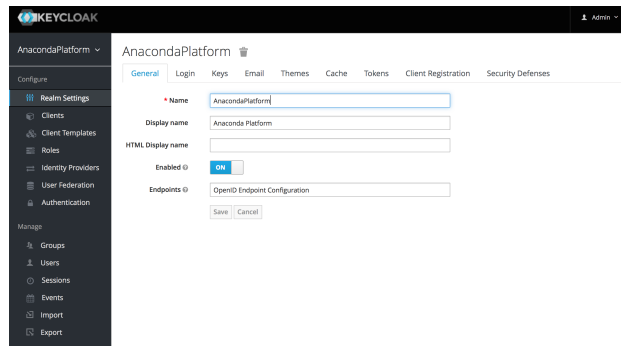 KEYCLOAK
Admin
AnacondaPlatform
Configure
Realm Settings
Clients
Client Templates
Roles
Identity Providers
User Federation
Authentication
Manage
Groups
Users
Sessions
Events
Import
Export
AnacondaPlatform
General Login Keys Email Themes Cache Tokens Client Registration Security Defenses
* Name AnacondaPlatform
Display name Anaconda Platform
HTML Display name
Enabled ON
Endpoints OpenID Endpoint Configuration
Save Cancel